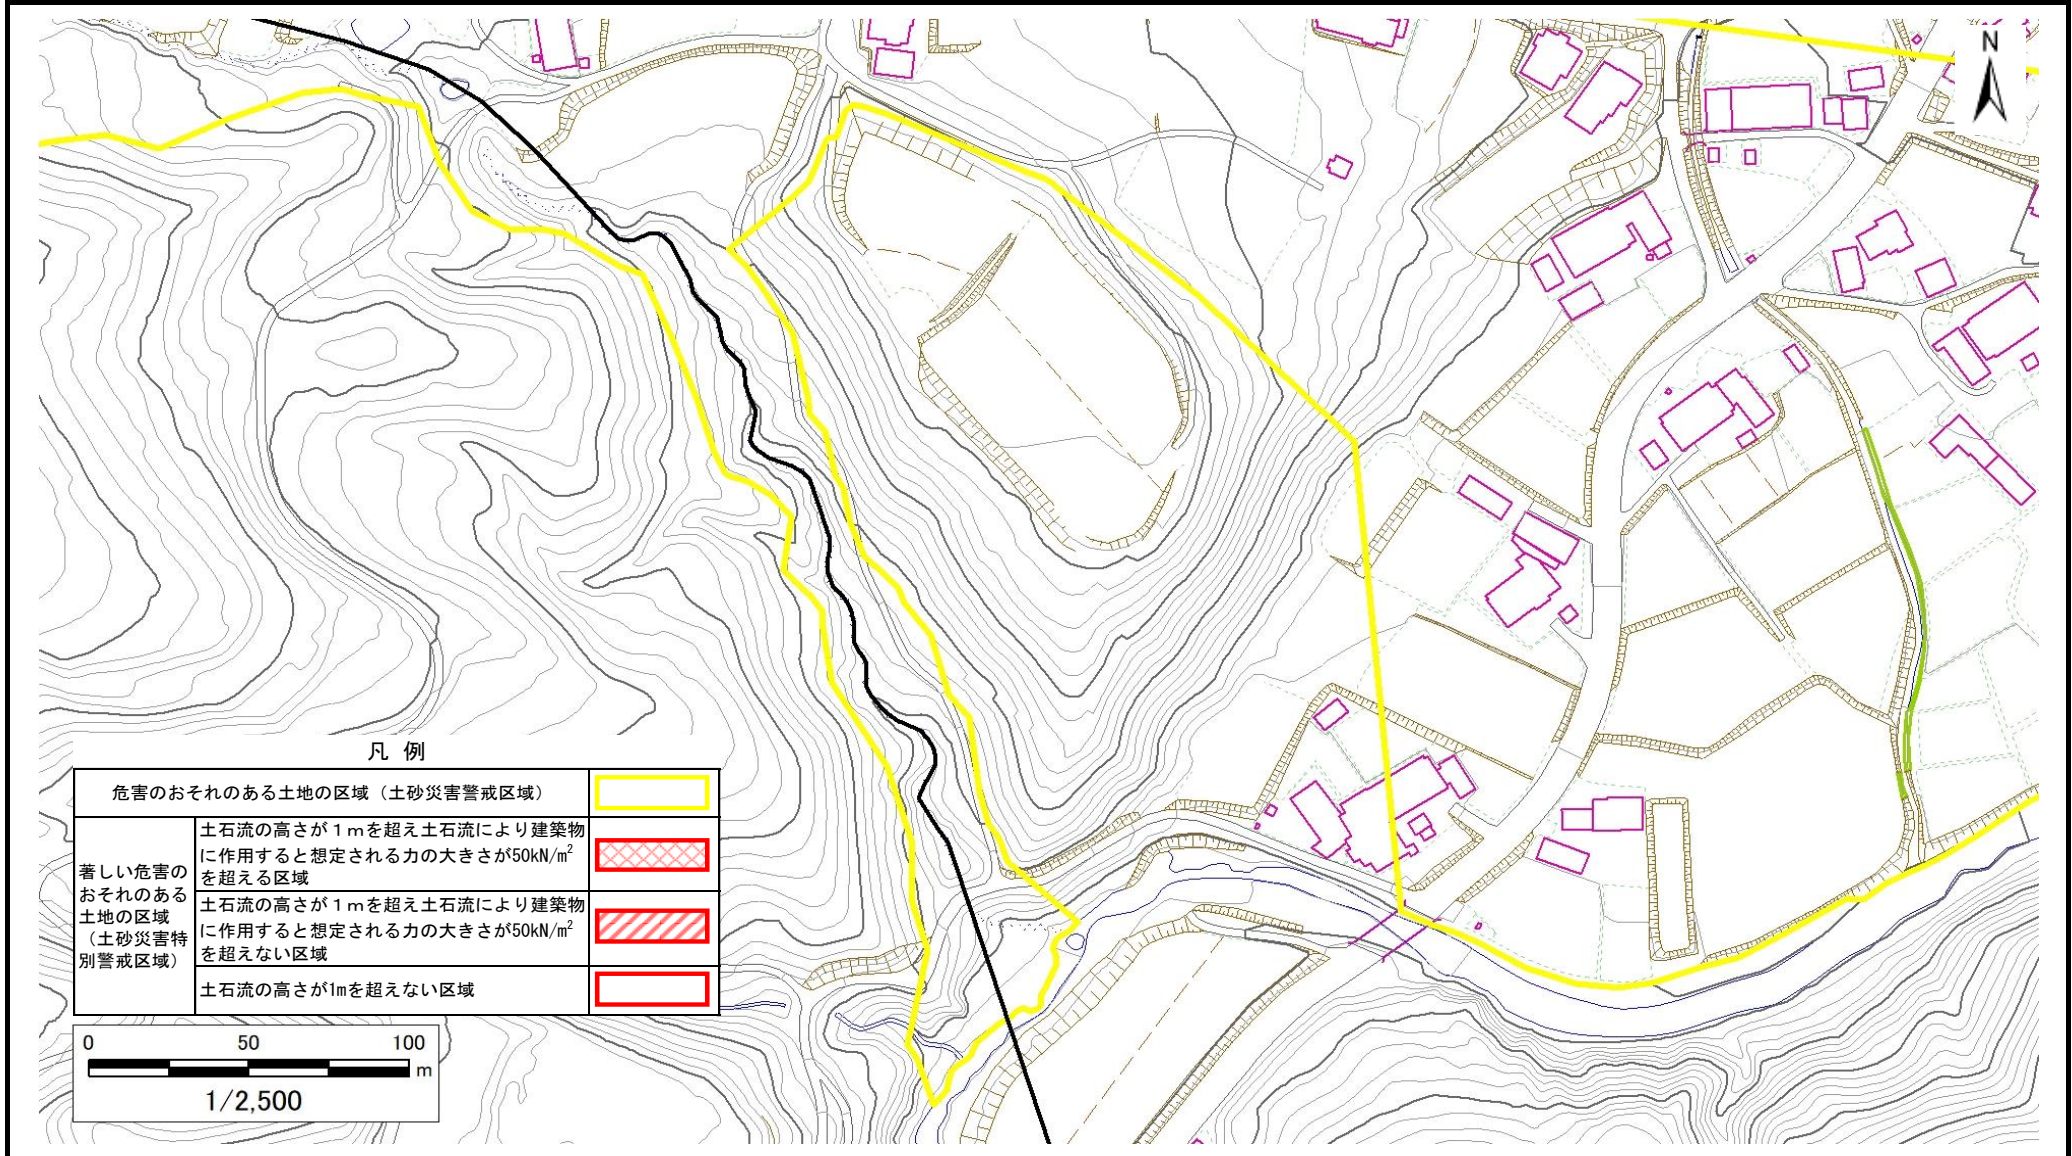 N
凡 例
危害のおそれのある土地の区域（土砂災害警戒区域）
著しい危害の
おそれのある
土地の区域
（土砂災害特
別警戒区域）
土石流の高さが１ｍを超え土石流により建築物
に作用すると想定される力の大きさが50kN/m²
を超える区域
土石流の高さが１ｍを超え土石流により建築物
に作用すると想定される力の大きさが50kN/m²
を超えない区域
土石流の高さが1mを超えない区域
0 50 100
m
1/2,500